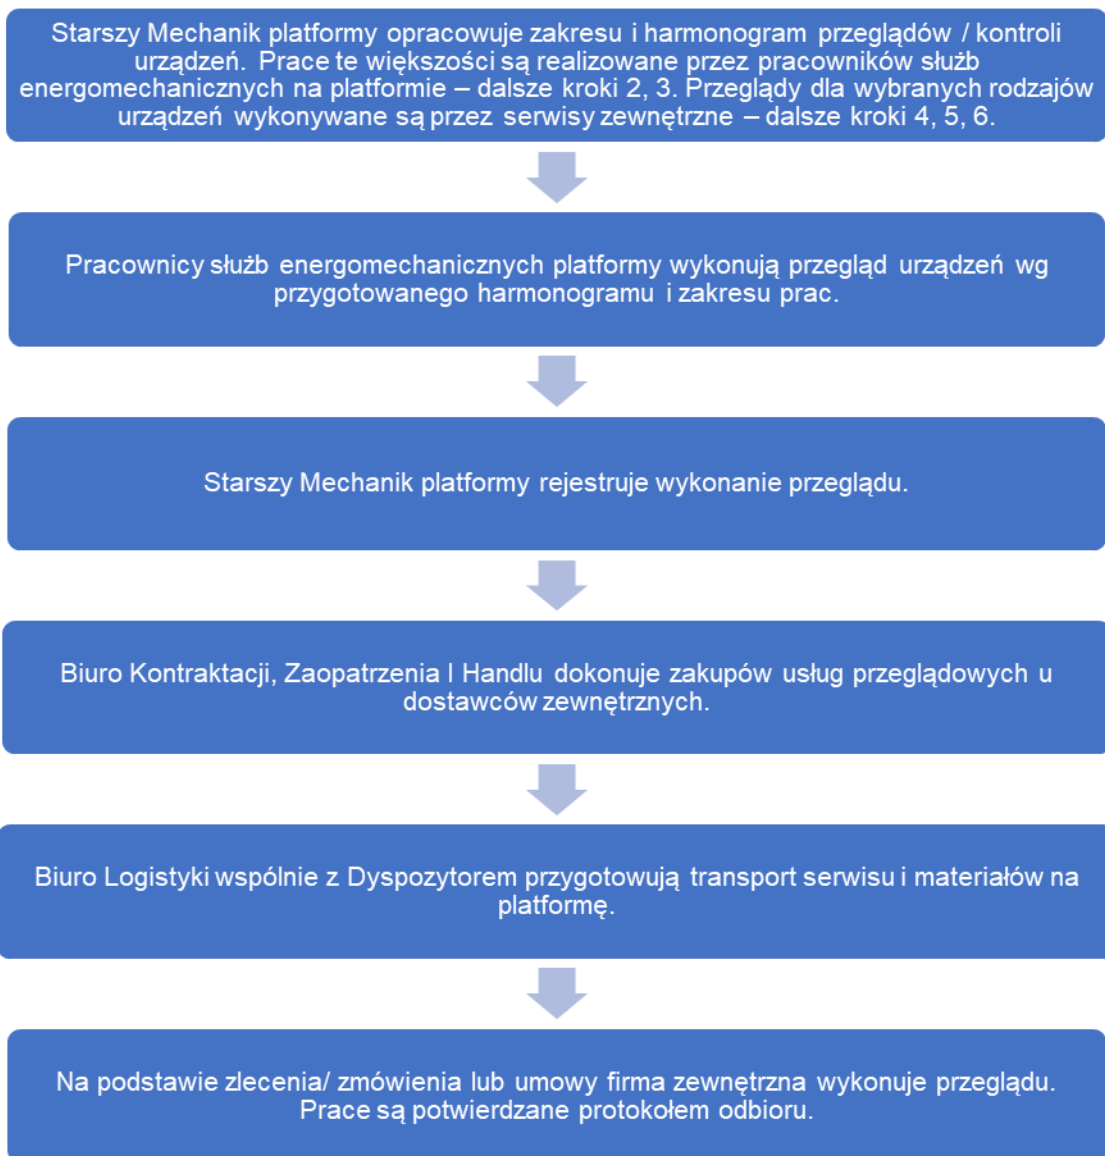 Starszy Mechanik platformy opracowuje zakresu i harmonogram przeglądów / kontroli
urządzeń. Prace te większości są realizowane przez pracowników służb
energomechanicznych na platformie – dalsze kroki 2, 3. Przeglądy dla wybranych rodzajów
urządzeń wykonywane są przez serwisy zewnętrzne – dalsze kroki 4, 5, 6.
Pracownicy służb energomechanicznych platformy wykonują przegląd urządzeń wg
przygotowanego harmonogramu i zakresu prac.
Starszy Mechanik platformy rejestruje wykonanie przeglądu.
Biuro Kontraktacji, Zaopatrzenia I Handlu dokonuje zakupów usług przeglądowych u
dostawców zewnętrznych.
Biuro Logistyki wspólnie z Dyspozytorem przygotowują transport serwisu i materiałów na
platformę.
Na podstawie zlecenia/ zmówienia lub umowy firma zewnętrzna wykonuje przeglądu.
Prace są potwierdzane protokołem odbioru.